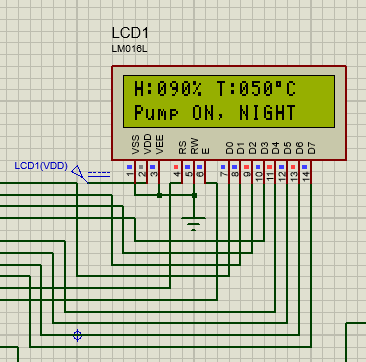 LCD1
LM016L
H:090% T:050°C
Pump ON, NIGHT
VSS VDD VEE RS RW E D0 D1 D2 D3 D4 D5 D6 D7
LCD1(VDD)
1 2 3 4 5 6 7 8 9 10 11 12 13 14